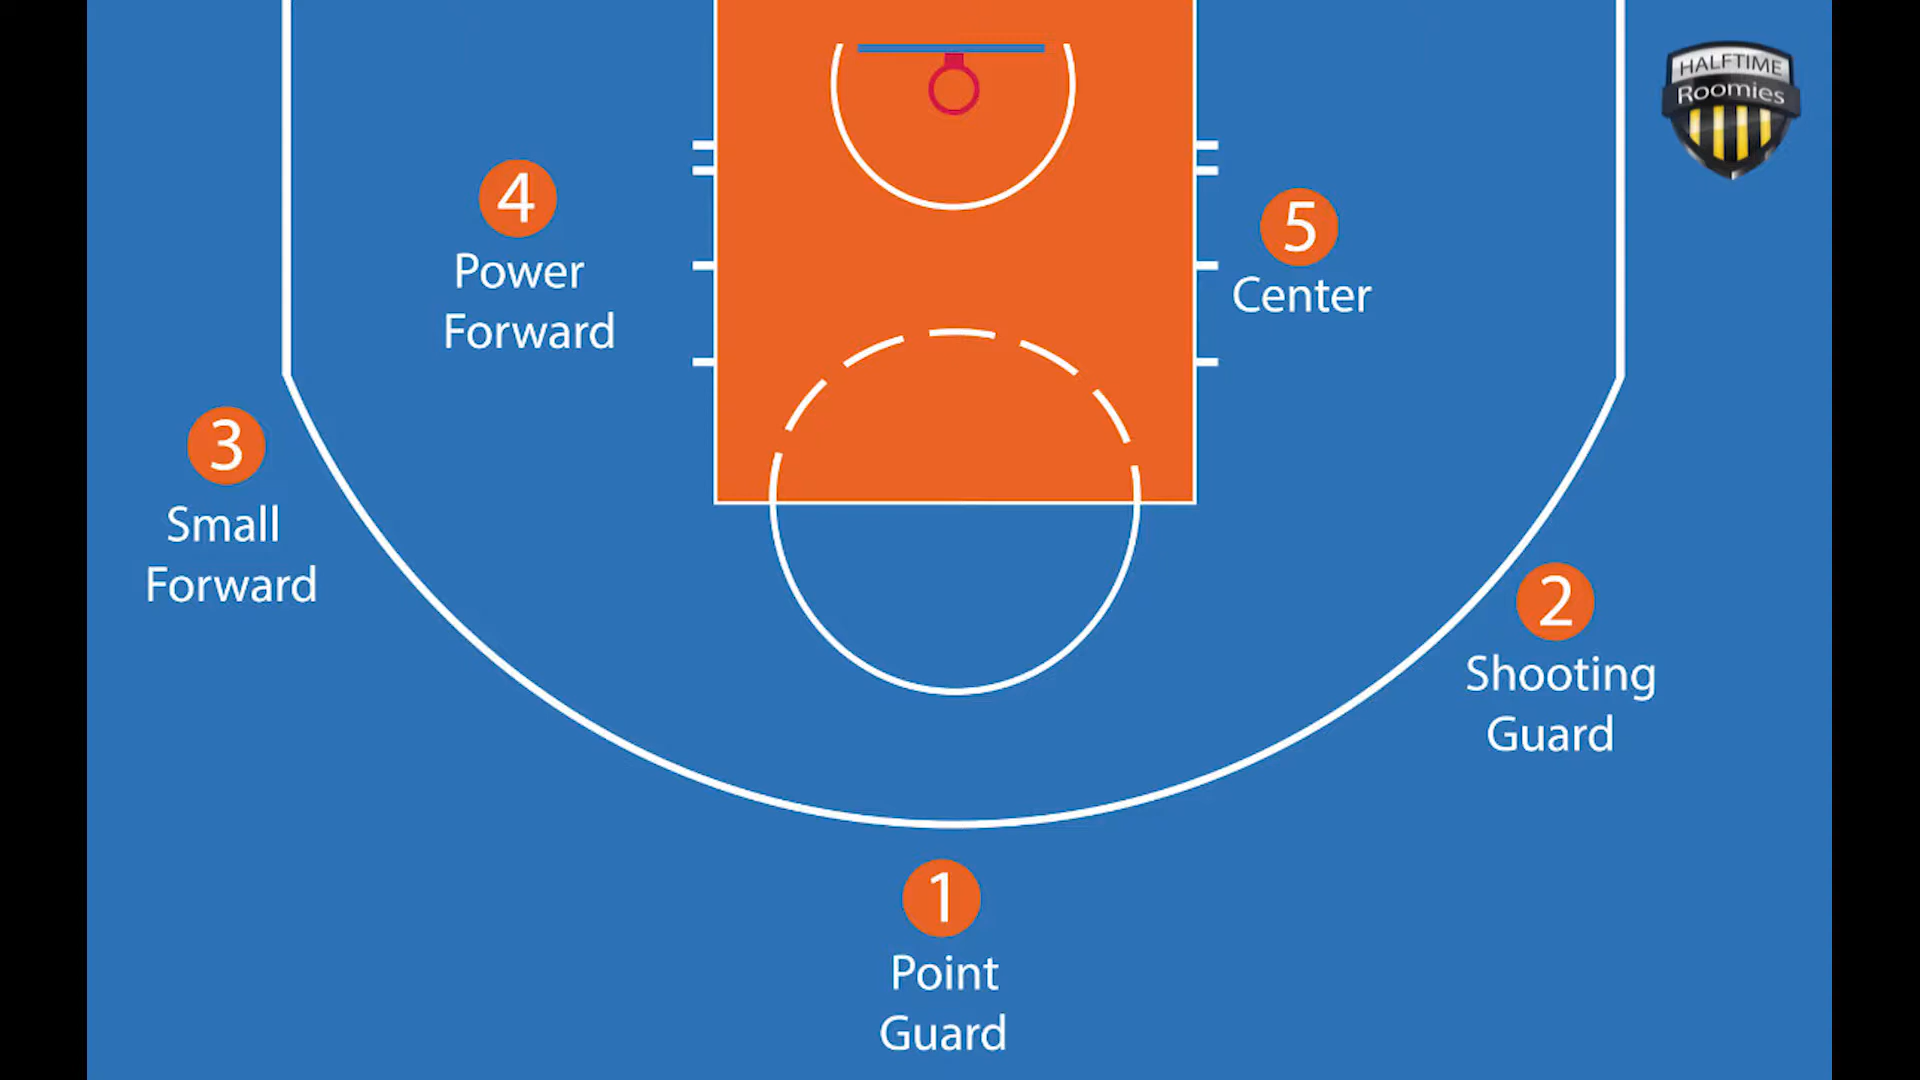 HALFTIME
Roomies
4
Power
Forward
5
Center
3
Small
Forward
2
Shooting
Guard
1
Point
Guard